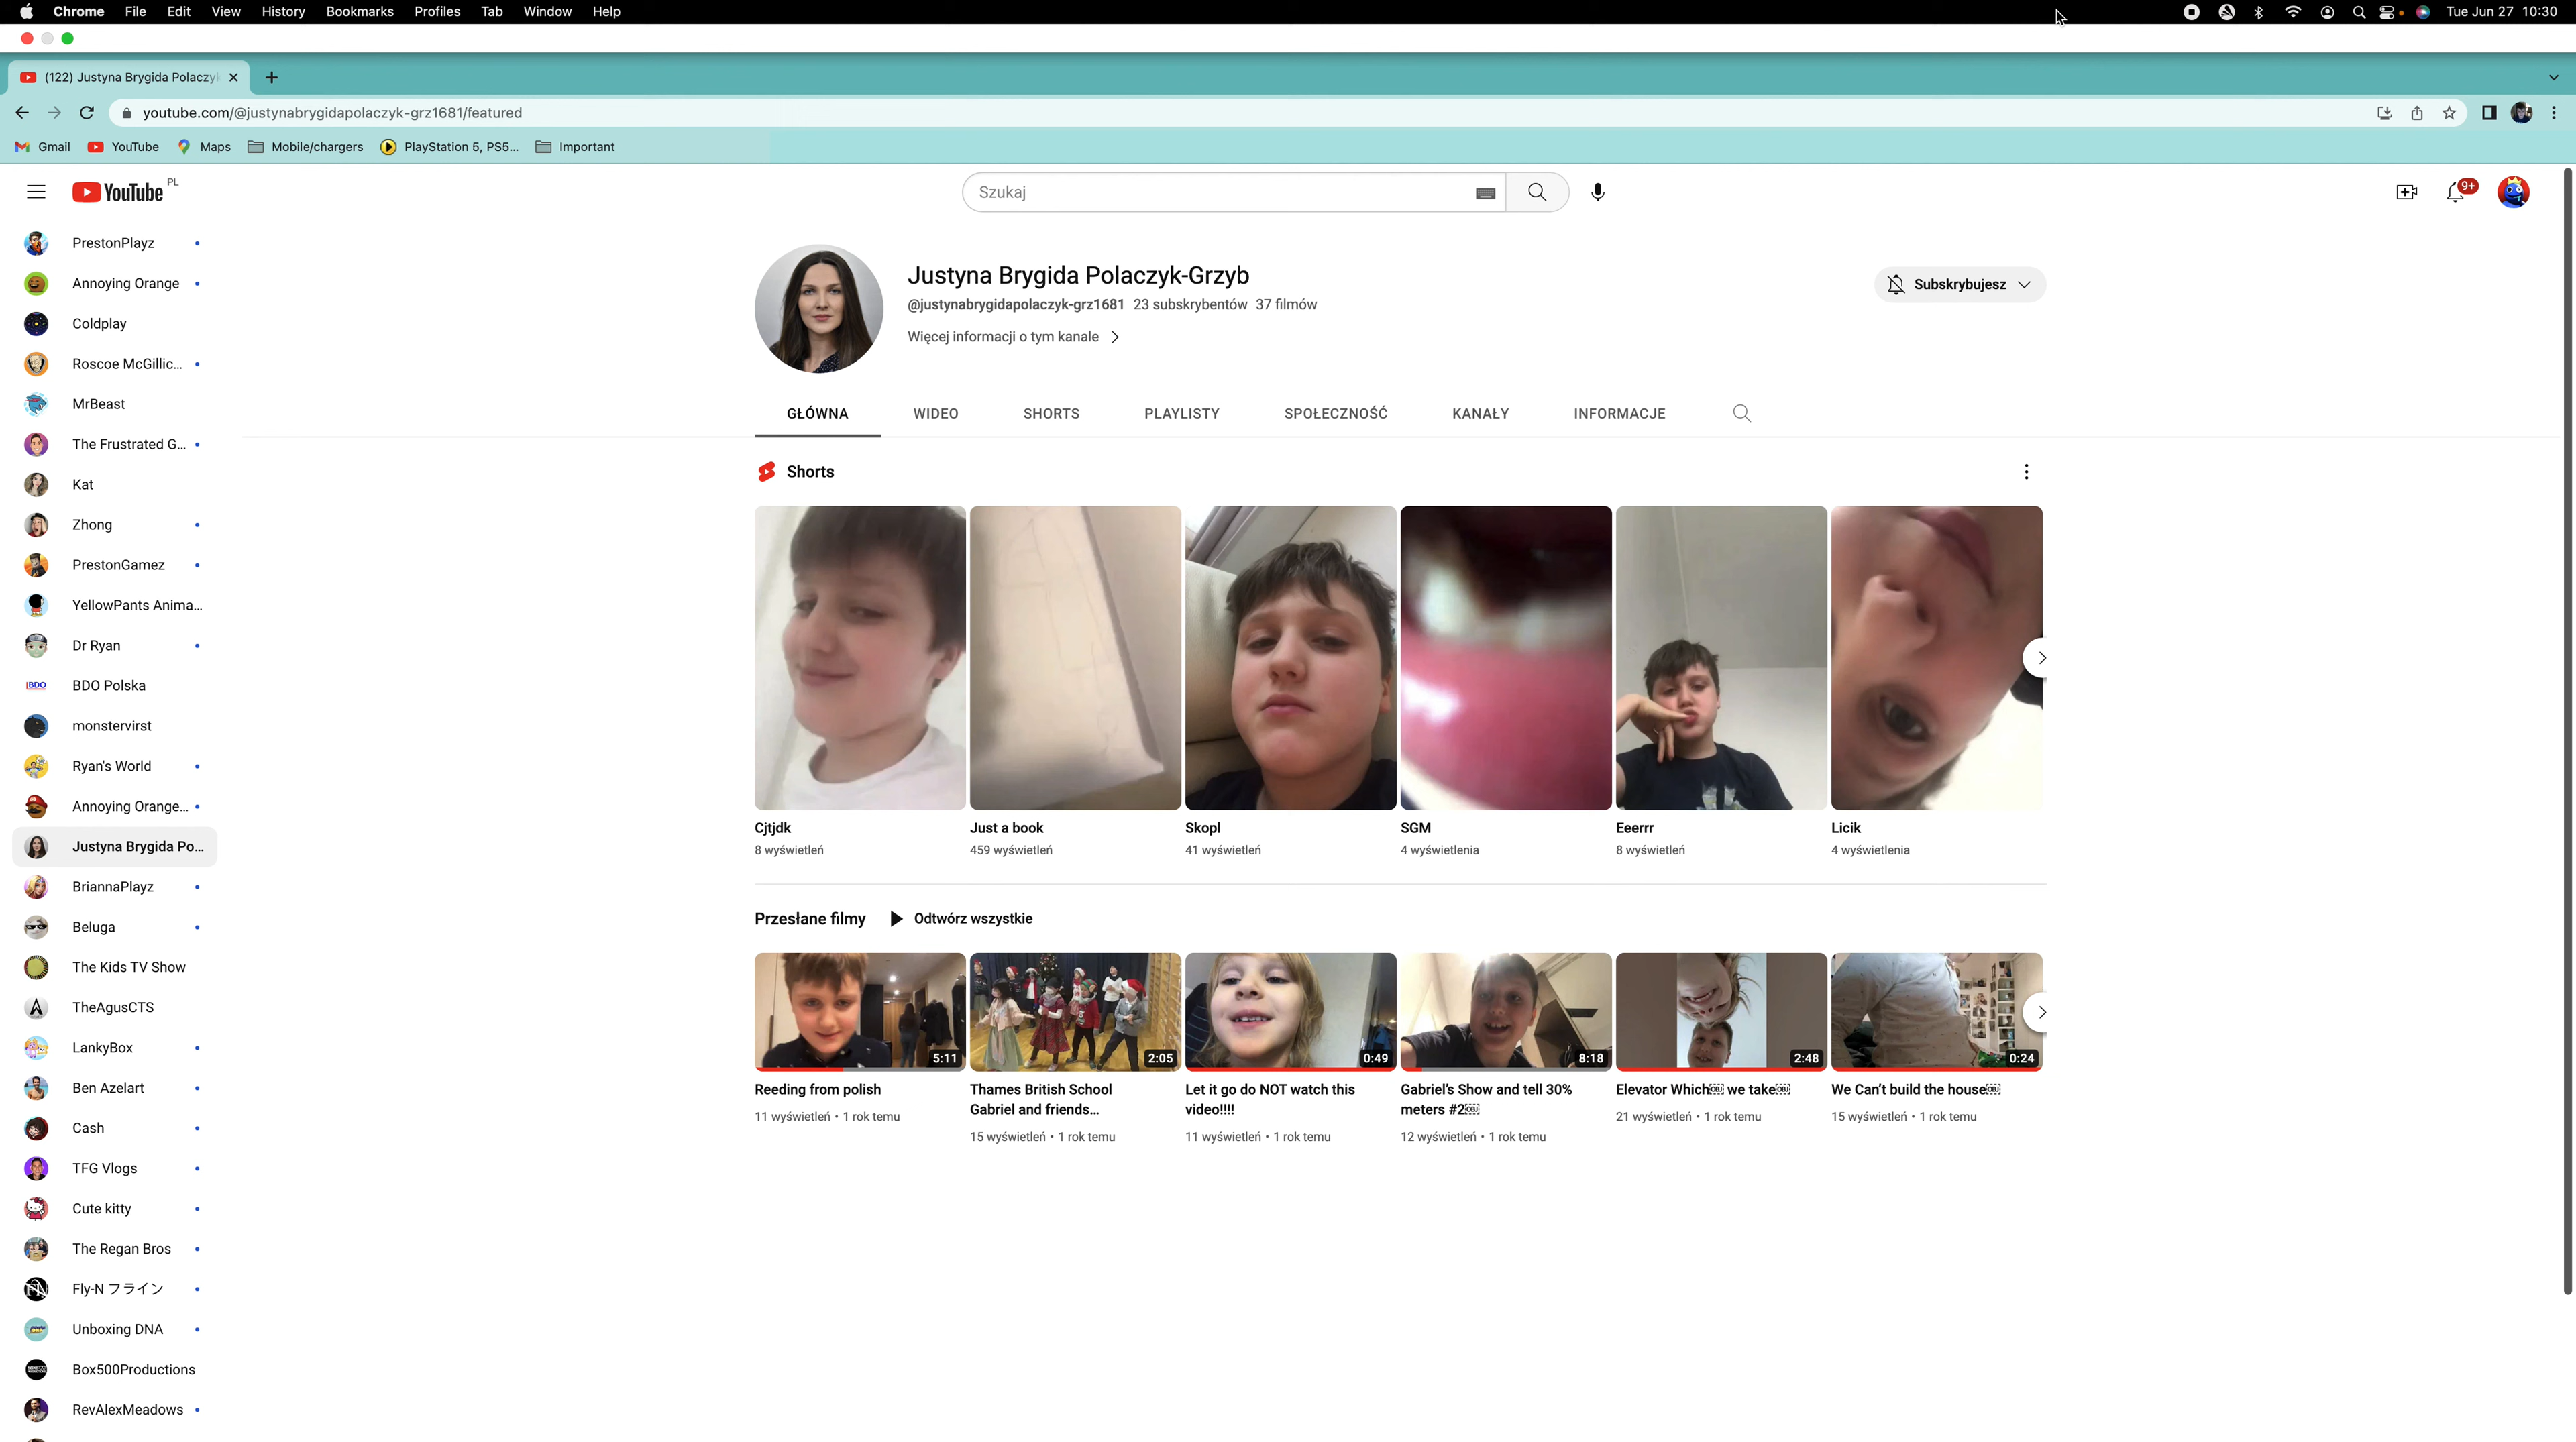 Chrome File Edit View History Bookmarks Profiles Tab Window Help Tue Jun 27 10:30
(122) Justyna Brygida Polaczyk
youtube.com/@justynabrygidapolaczyk-grz1681/featured
Gmail YouTube Maps Mobile/chargers PlayStation 5, PS5... Important
YouTube PL Szukaj 9+
PrestonPlayz
Annoying Orange
Coldplay
Roscoe McGillic...
MrBeast
The Frustrated G...
Kat
Zhong
PrestonGamez
YellowPants Anima...
Dr Ryan
BDO BDO Polska
monstervirst
Ryan's World
Annoying Orange...
Justyna Brygida Po...
BriannaPlayz
Beluga
The Kids TV Show
TheAgusCTS
LankyBox
Ben Azelart
Cash
TFG Vlogs
Cute kitty
The Regan Bros
Fly-N フライン
Unboxing DNA
Box500Productions
RevAlexMeadows
Justyna Brygida Polaczyk-Grzyb
@justynabrygidapolaczyk-grz1681 23 subskrybentów 37 filmów
Więcej informacji o tym kanale
Subskrybujesz
GŁÓWNA WIDEO SHORTS PLAYLISTY SPOŁECZNOŚĆ KANAŁY INFORMACJE
Shorts
Cjtjdk Just a book Skopl SGM Eeerrr Licik
8 wyświetleń 459 wyświetleń 41 wyświetleń 4 wyświetlenia 8 wyświetleń 4 wyświetlenia
Przesłane filmy Odtwórz wszystkie
5:11 2:05 0:49 8:18 2:48 0:24
Reeding from polish
11 wyświetleń • 1 rok temu
Thames British School
Gabriel and friends...
15 wyświetleń • 1 rok temu
Let it go do NOT watch this
video!!!!
11 wyświetleń • 1 rok temu
Gabriel's Show and tell 30%
meters #2￼
12 wyświetleń • 1 rok temu
Elevator Which￼ we take￼
21 wyświetleń • 1 rok temu
We Can't build the house￼
15 wyświetleń • 1 rok temu